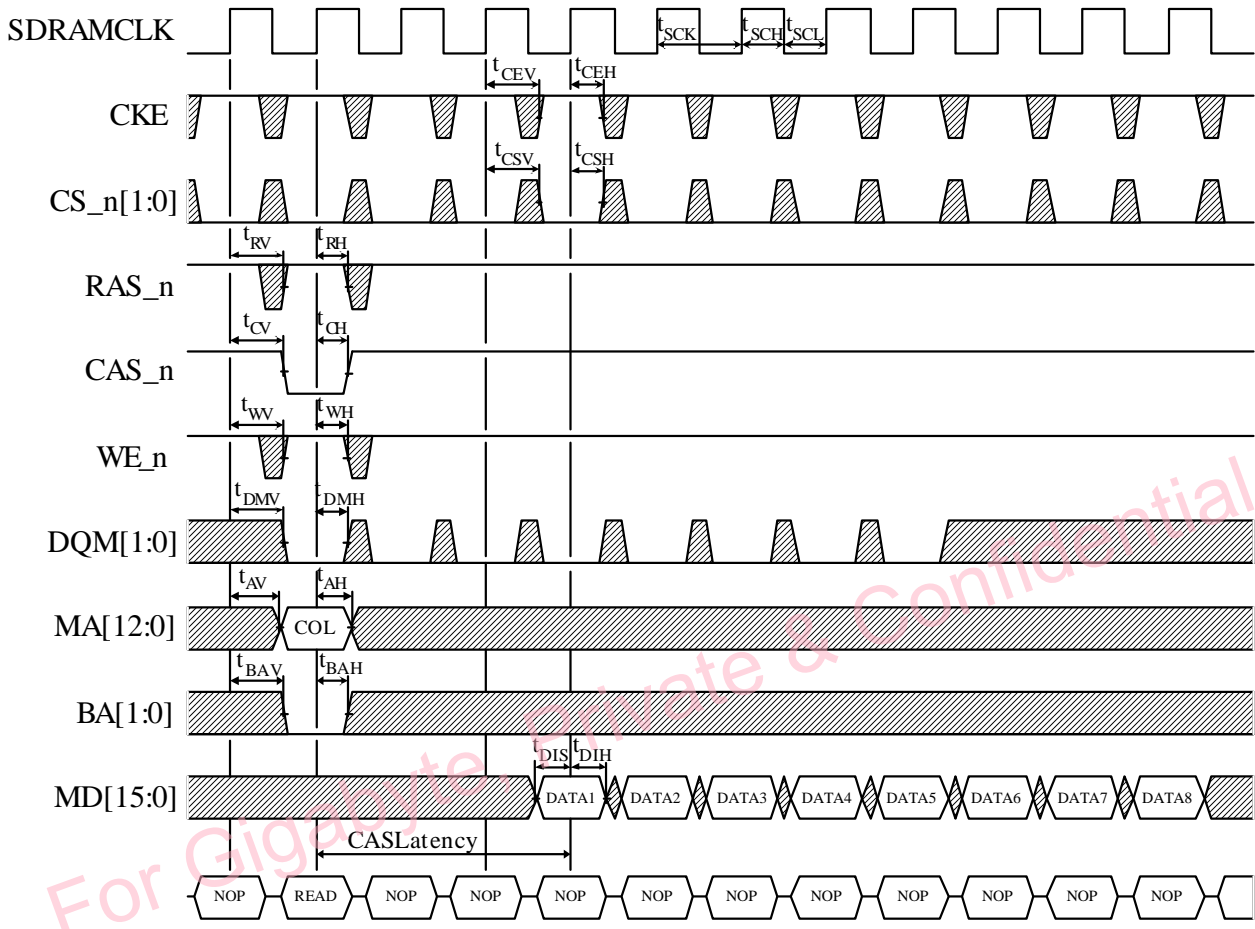 SDRAMCLK
tSCK tSCH tSCL
tCEV tCEH
CKE
tCSV tCSH
CS_n[1:0]
tRV tRH
RAS_n
tCV tCH
CAS_n
tWV tWH
WE_n
tDMV tDMH
DQM[1:0]
tAV tAH
MA[12:0] COL
tBAV tBAH
BA[1:0]
tDIS tDIH
MD[15:0] DATA1 DATA2 DATA3 DATA4 DATA5 DATA6 DATA7 DATA8
CASLatency
NOP READ NOP NOP NOP NOP NOP NOP NOP NOP NOP NOP
For Gigabyte, Private & Confidential